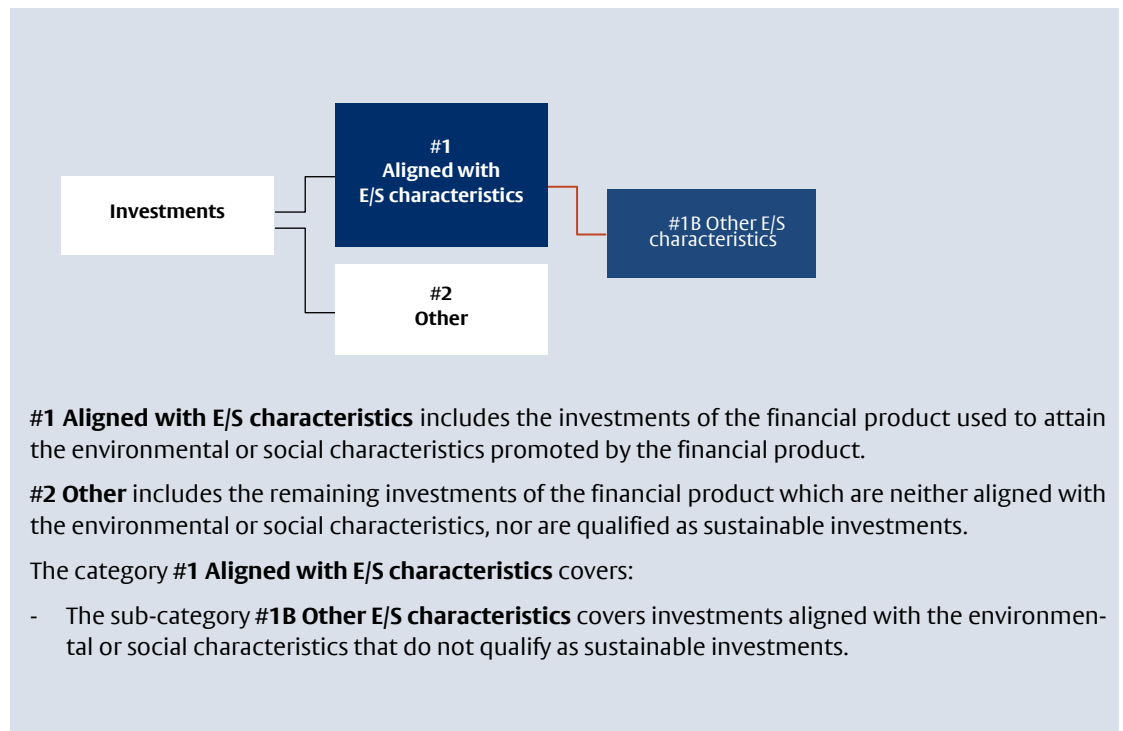 #1
Aligned with
E/S characteristics
Investments
#1B Other E/S
characteristics
#2
Other
#1 Aligned with E/S characteristics includes the investments of the financial product used to attain
the environmental or social characteristics promoted by the financial product.
#2 Other includes the remaining investments of the financial product which are neither aligned with
the environmental or social characteristics, nor are qualified as sustainable investments.
The category #1 Aligned with E/S characteristics covers:
- The sub-category #1B Other E/S characteristics covers investments aligned with the environmen-
tal or social characteristics that do not qualify as sustainable investments.